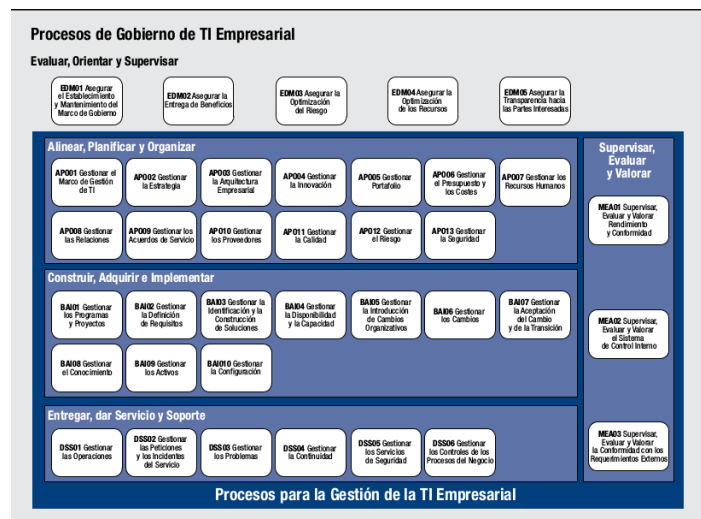 Procesos de Gobierno de TI Empresarial
Evaluar, Orientar y Supervisar
EDM01 Asegurar
el Establecimiento
y Mantenimiento del
Marco de Gobierno
EDM02 Asegurar la
Entrega de Beneficios
EDM03 Asegurar la
Optimización
del Riesgo
EDM04 Asegurar la
Optimización
de los Recursos
EDM05 Asegurar la
Transparencia hacia
las Partes Interesadas
Alinear, Planificar y Organizar
APO01 Gestionar el
Marco de Gestión
de TI
APO02 Gestionar
la Estrategia
APO03 Gestionar
la Arquitectura
Empresarial
APO04 Gestionar
la Innovación
APO05 Gestionar
Portafolio
APO06 Gestionar
el Presupuesto y
los Costes
APO07 Gestionar los
Recursos Humanos
APO08 Gestionar
las Relaciones
APO09 Gestionar los
Acuerdos de Servicio
APO10 Gestionar
los Proveedores
APO11 Gestionar
la Calidad
APO12 Gestionar
el Riesgo
APO13 Gestionar
la Seguridad
Construir, Adquirir e Implementar
BAI01 Gestionar
los Programas
y Proyectos
BAI02 Gestionar
la Definición
de Requisitos
BAI03 Gestionar la
Identificación y la
Construcción
de Soluciones
BAI04 Gestionar
la Disponibilidad
y la Capacidad
BAI05 Gestionar
la Introducción
de Cambios
Organizativos
BAI06 Gestionar
los Cambios
BAI07 Gestionar
la Aceptación
del Cambio
y de la Transición
BAI08 Gestionar
el Conocimiento
BAI09 Gestionar
los Activos
BAI010 Gestionar
la Configuración
Entregar, dar Servicio y Soporte
DSS01 Gestionar
las Operaciones
DSS02 Gestionar
las Peticiones
y los Incidentes
del Servicio
DSS03 Gestionar
los Problemas
DSS04 Gestionar
la Continuidad
DSS05 Gestionar
los Servicios
de Seguridad
DSS06 Gestionar
los Controles de los
Procesos del Negocio
Supervisar,
Evaluar
y Valorar
MEA01 Supervisar,
Evaluar y Valorar
Rendimiento
y Conformidad
MEA02 Supervisar,
Evaluar y Valorar
el Sistema
de Control Interno
MEA03 Supervisar,
Evaluar y Valorar
la Conformidad con los
Requerimientos Externos
Procesos para la Gestión de la TI Empresarial